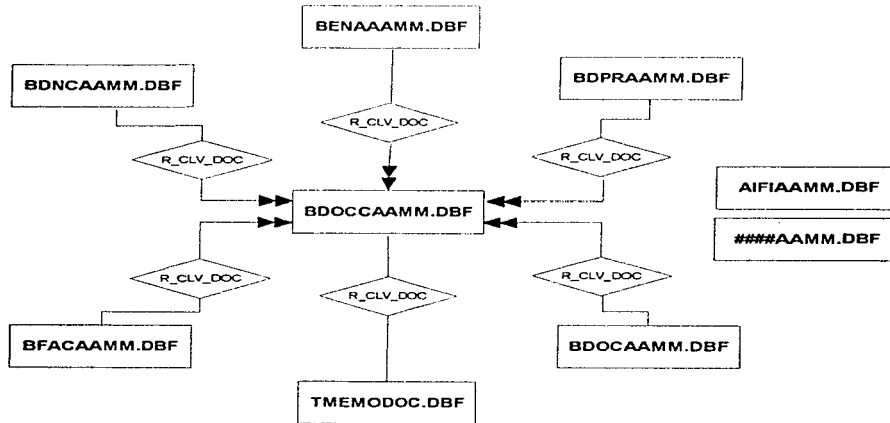 BENAAAMM.DBF
BDNCAAMM.DBF
BDPRAAMM.DBF
R_CLV_DOC
R_CLV_DOC
R_CLV_DOC
AIFIAAMM.DBF
BDOCCAAMM.DBF
####AAMM.DBF
R_CLV_DOC
R_CLV_DOC
R_CLV_DOC
BFACAAMM.DBF
BDOCAAMM.DBF
TMEMODOC.DBF